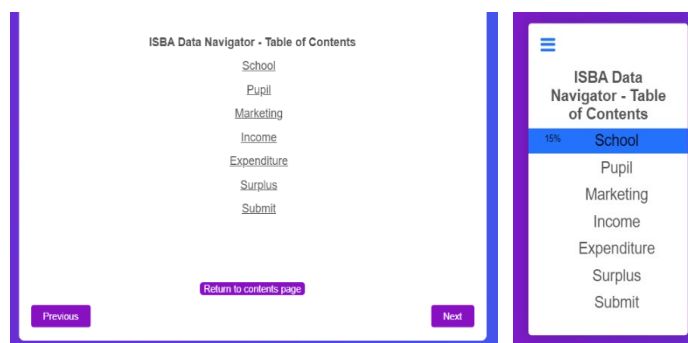 ISBA Data Navigator - Table of Contents
School
Pupil
Marketing
Income
Expenditure
Surplus
Submit
Return to contents page
Previous
Next
ISBA Data
Navigator - Table
of Contents
15% School
Pupil
Marketing
Income
Expenditure
Surplus
Submit